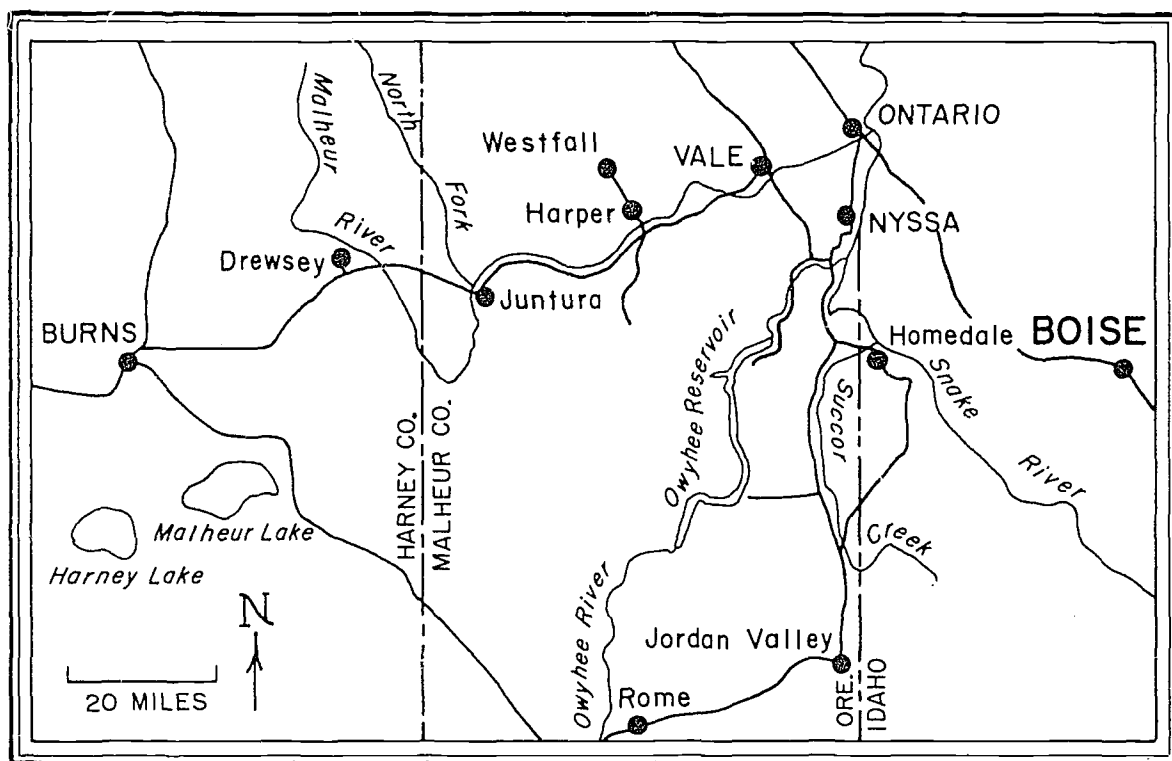 Malheur
River
North
Fork
Westfall
VALE
ONTARIO
Harper
NYSSA
Drewsey
Juntura
BURNS
Homedale
BOISE
Owyhee Reservoir
Succor
Creek
Snake
River
HARNEY CO.
MALHEUR CO.
Malheur Lake
Harney Lake
N
20 MILES
Owyhee River
Jordan Valley
Rome
ORE.
IDAHO